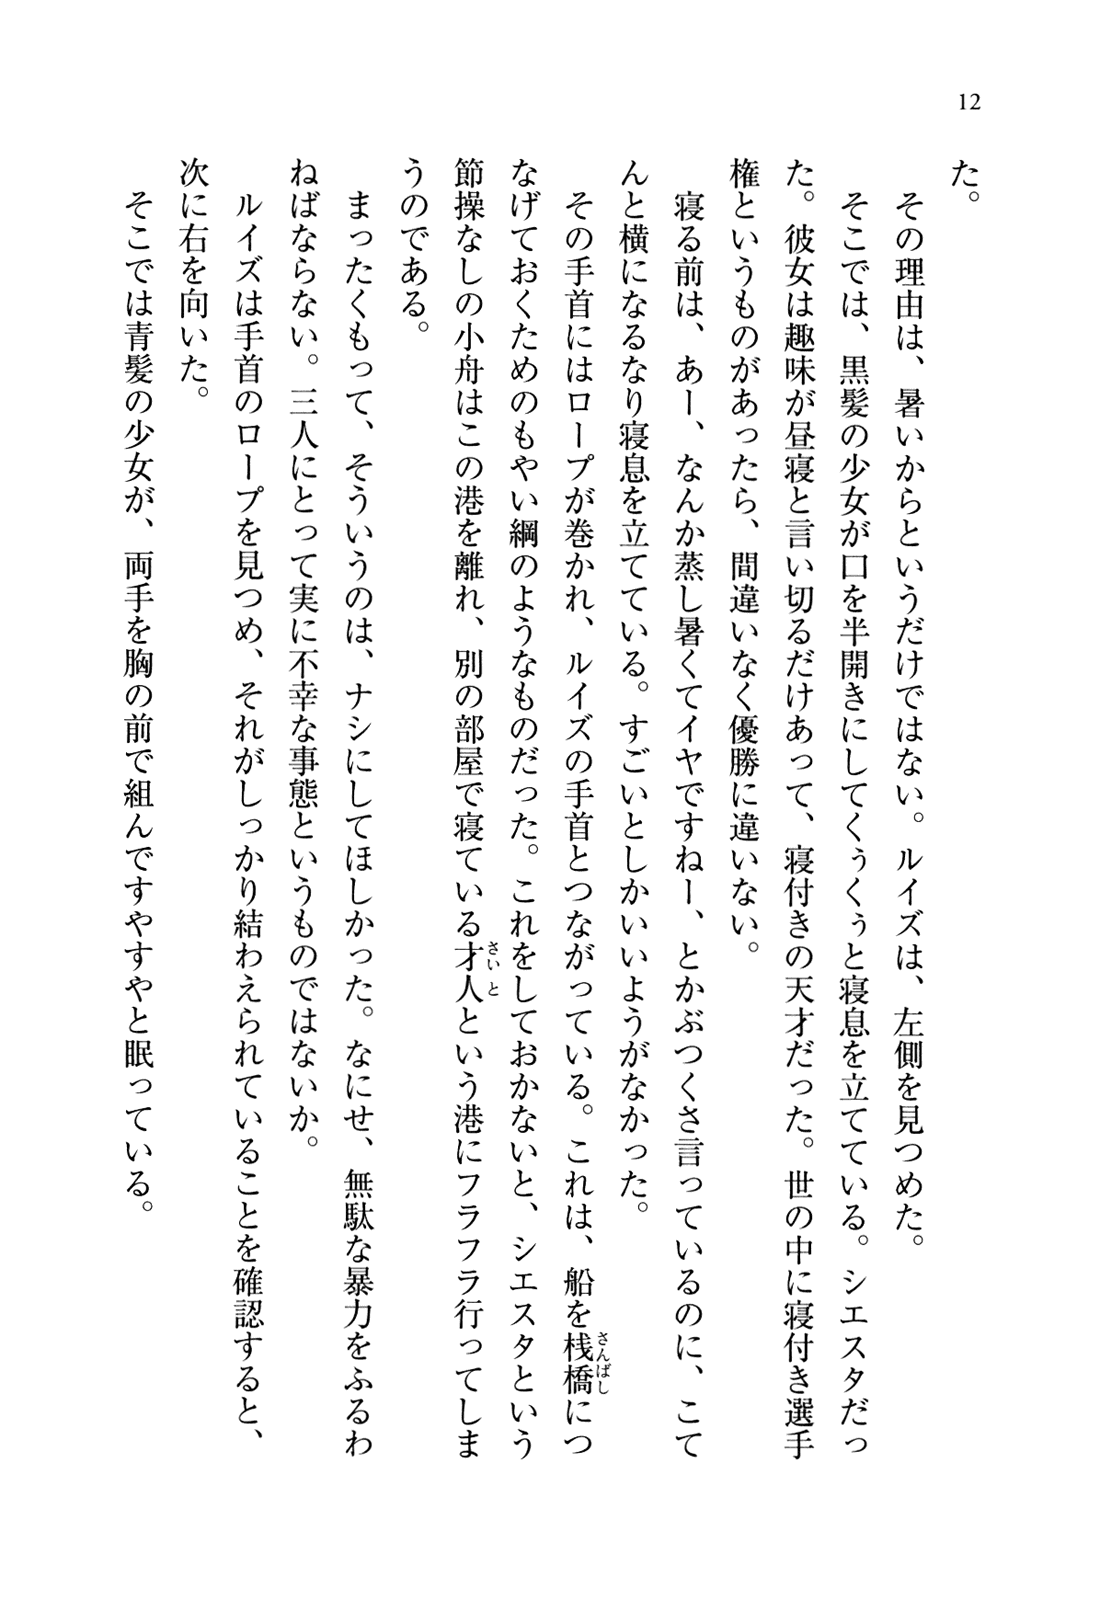 12
た。
その理由は、暑いからというだけではない。ルイズは、左側を見つめた。
そこでは、黒髪の少女が口を半開きにしてくぅくぅと寝息を立てている。シエスタだっ
た。彼女は趣味が昼寝と言い切るだけあって、寝付きの天才だった。世の中に寝付き選手
権というものがあったら、間違いなく優勝に違いない。
寝る前は、あー、なんか蒸し暑くてイヤですねー、とかぶつくさ言っているのに、こて
んと横になるなり寝息を立てている。すごいとしかいいようがなかった。
その手首にはロープが巻かれ、ルイズの手首とつながっている。これは、船を桟橋につ
なげておくためのもやい綱のようなものだった。これをしておかないと、シエスタという
節操なしの小舟はこの港を離れ、別の部屋で寝ている才人という港にフラフラ行ってしま
うのである。
まったくもって、そういうのは、ナシにしてほしかった。なにせ、無駄な暴力をふるわ
ねばならない。三人にとって実に不幸な事態というものではないか。
ルイズは手首のロープを見つめ、それがしっかり結わえられていることを確認すると、
次に右を向いた。
そこでは青髪の少女が、両手を胸の前で組んですやすやと眠っている。